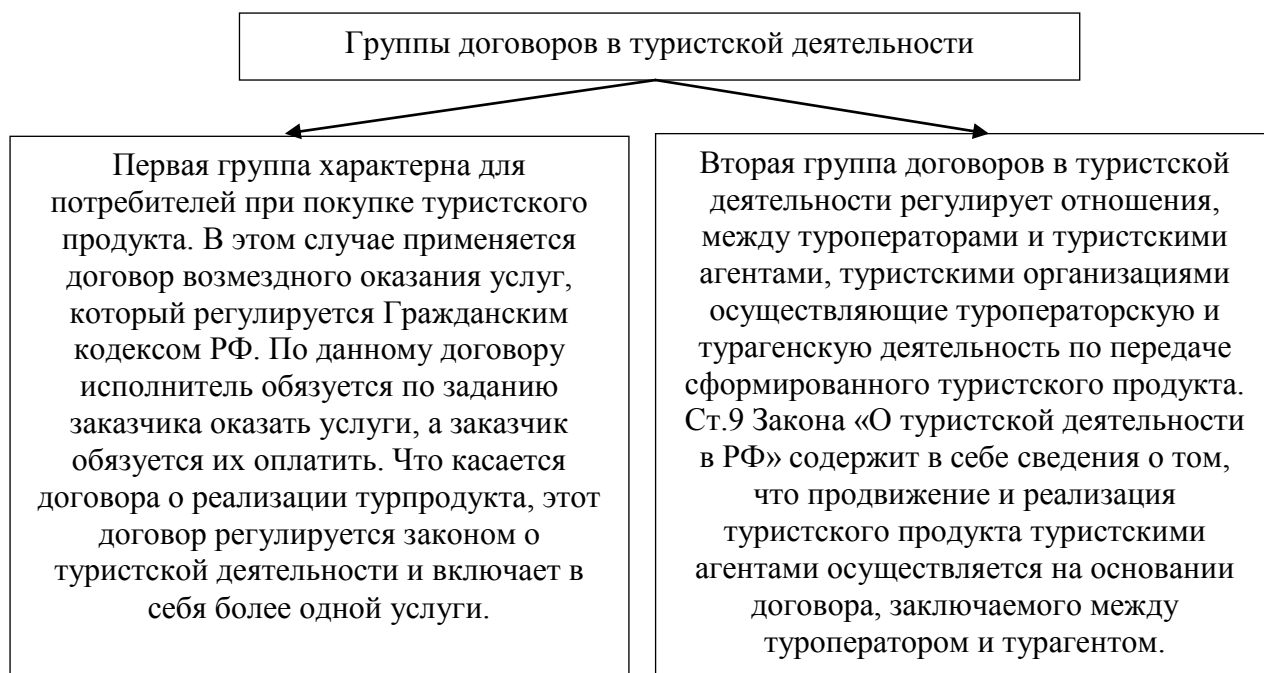 Группы договоров в туристской деятельности
Первая группа характерна для
потребителей при покупке туристского
продукта. В этом случае применяется
договор возмездного оказания услуг,
который регулируется Гражданским
кодексом РФ. По данному договору
исполнитель обязуется по заданию
заказчика оказать услуги, а заказчик
обязуется их оплатить. Что касается
договора о реализации турпродукта, этот
договор регулируется законом о
туристской деятельности и включает в
себя более одной услуги.
Вторая группа договоров в туристской
деятельности регулирует отношения,
между туроператорами и туристскими
агентами, туристскими организациями
осуществляющие туроператорскую и
турагенскую деятельность по передаче
сформированного туристского продукта.
Ст.9 Закона «О туристской деятельности
в РФ» содержит в себе сведения о том,
что продвижение и реализация
туристского продукта туристскими
агентами осуществляется на основании
договора, заключаемого между
туроператором и турагентом.